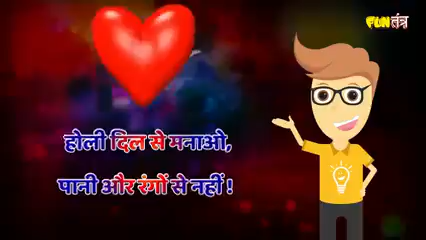 FUNतंत्र
होली दिल से मनाओ,
पानी और रंगों से नहीं !